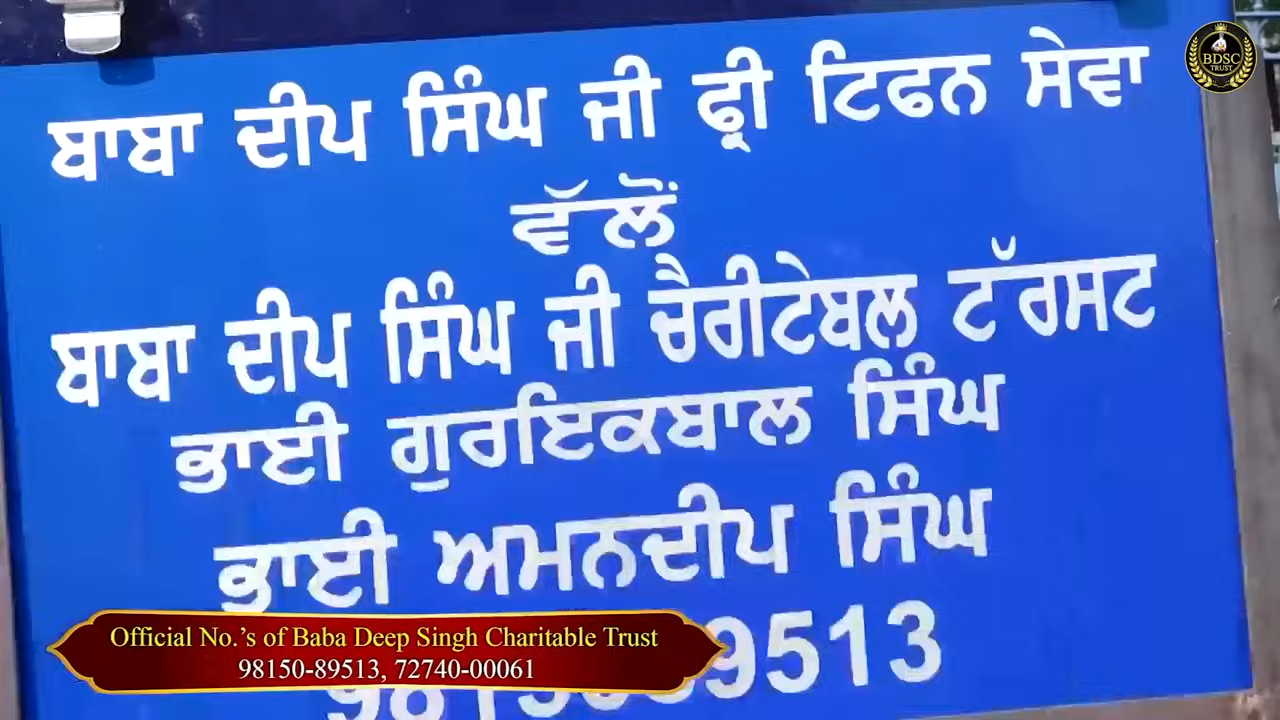 ਬਾਬਾ ਦੀਪ ਸਿੰਘ ਜੀ ਫ੍ਰੀ ਟਿਫਨ ਸੇਵਾ
ਵੱਲੋਂ
ਬਾਬਾ ਦੀਪ ਸਿੰਘ ਜੀ ਚੈਰੀਟੇਬਲ ਟੱਰਸਟ
ਭਾਈ ਗੁਰਇਕਬਾਲ ਸਿੰਘ
ਭਾਈ ਅਮਨਦੀਪ ਸਿੰਘ
Official No.'s of Baba Deep Singh Charitable Trust
98150-89513, 72740-00061
BDSC
TRUST